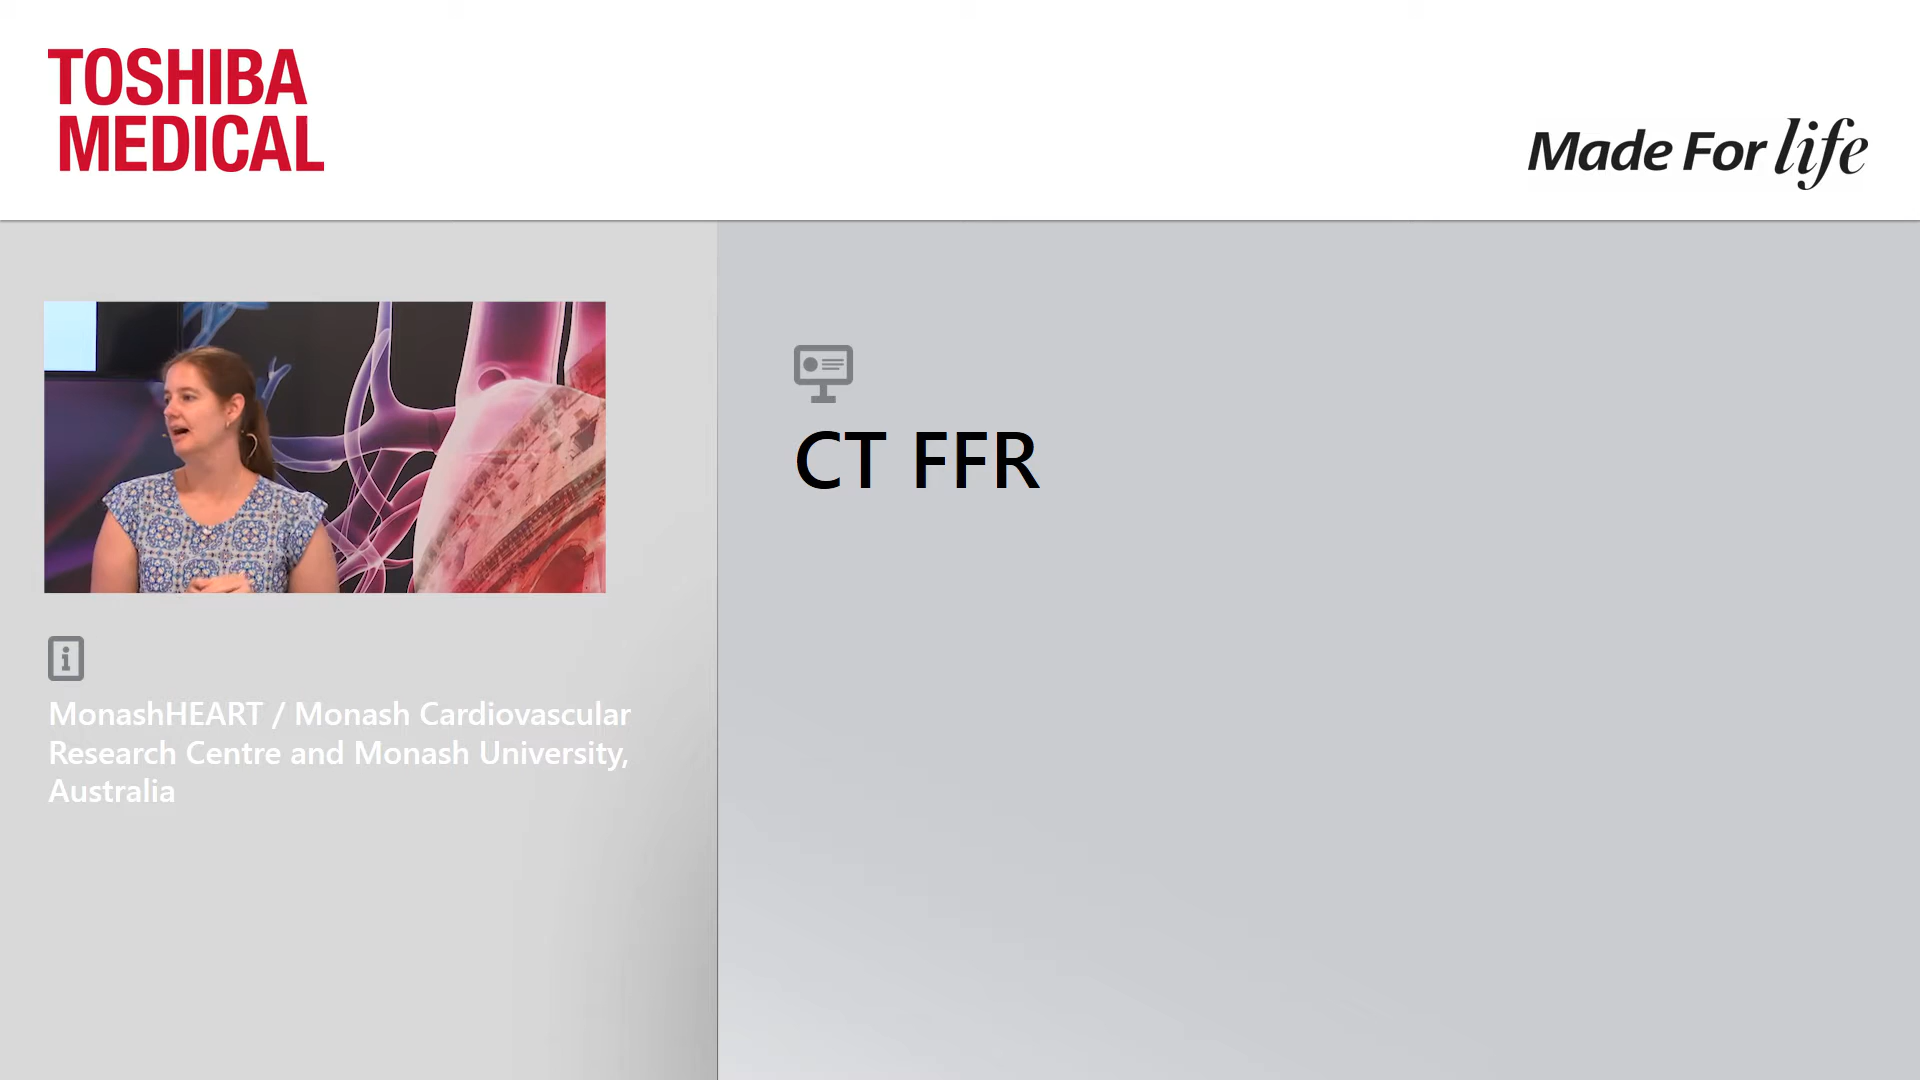 TOSHIBA
MEDICAL
Made For life
CT FFR
MonashHEART / Monash Cardiovascular
Research Centre and Monash University,
Australia